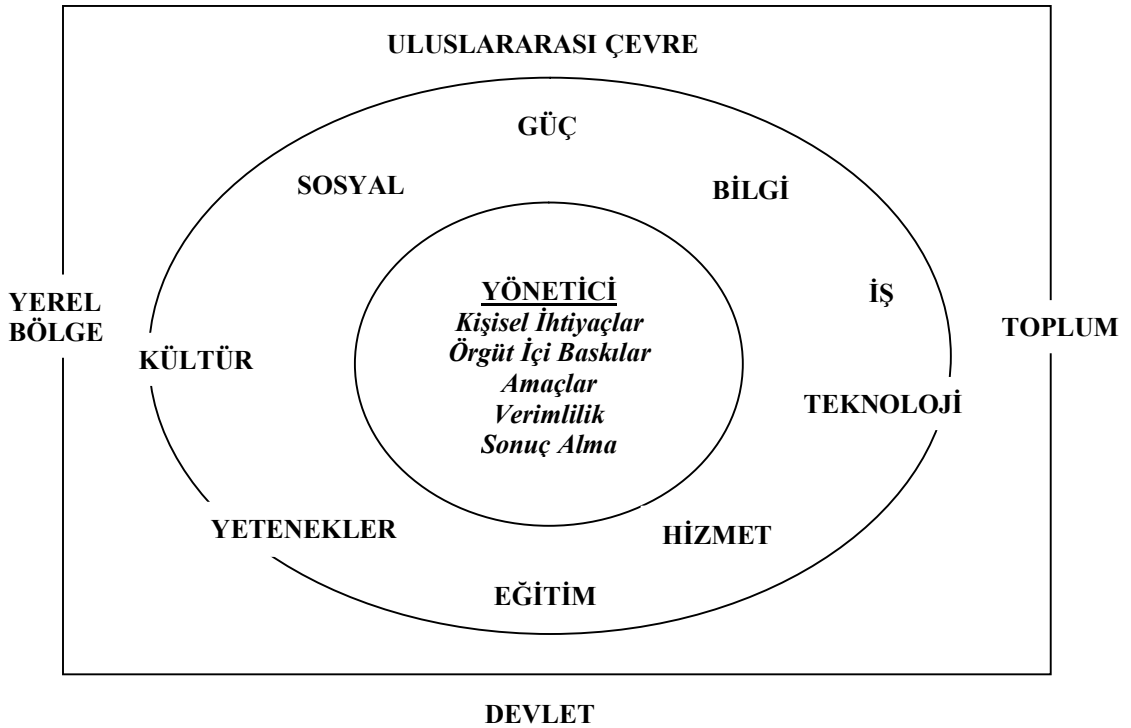 ULUSLARARASI ÇEVRE
GÜÇ
SOSYAL
BİLGİ
YÖNETİCİ
Kişisel İhtiyaçlar
Örgüt İçi Baskılar
Amaçlar
Verimlilik
Sonuç Alma
İŞ
YEREL
BÖLGE
TOPLUM
KÜLTÜR
TEKNOLOJİ
YETENEKLER
HİZMET
EĞİTİM
DEVLET